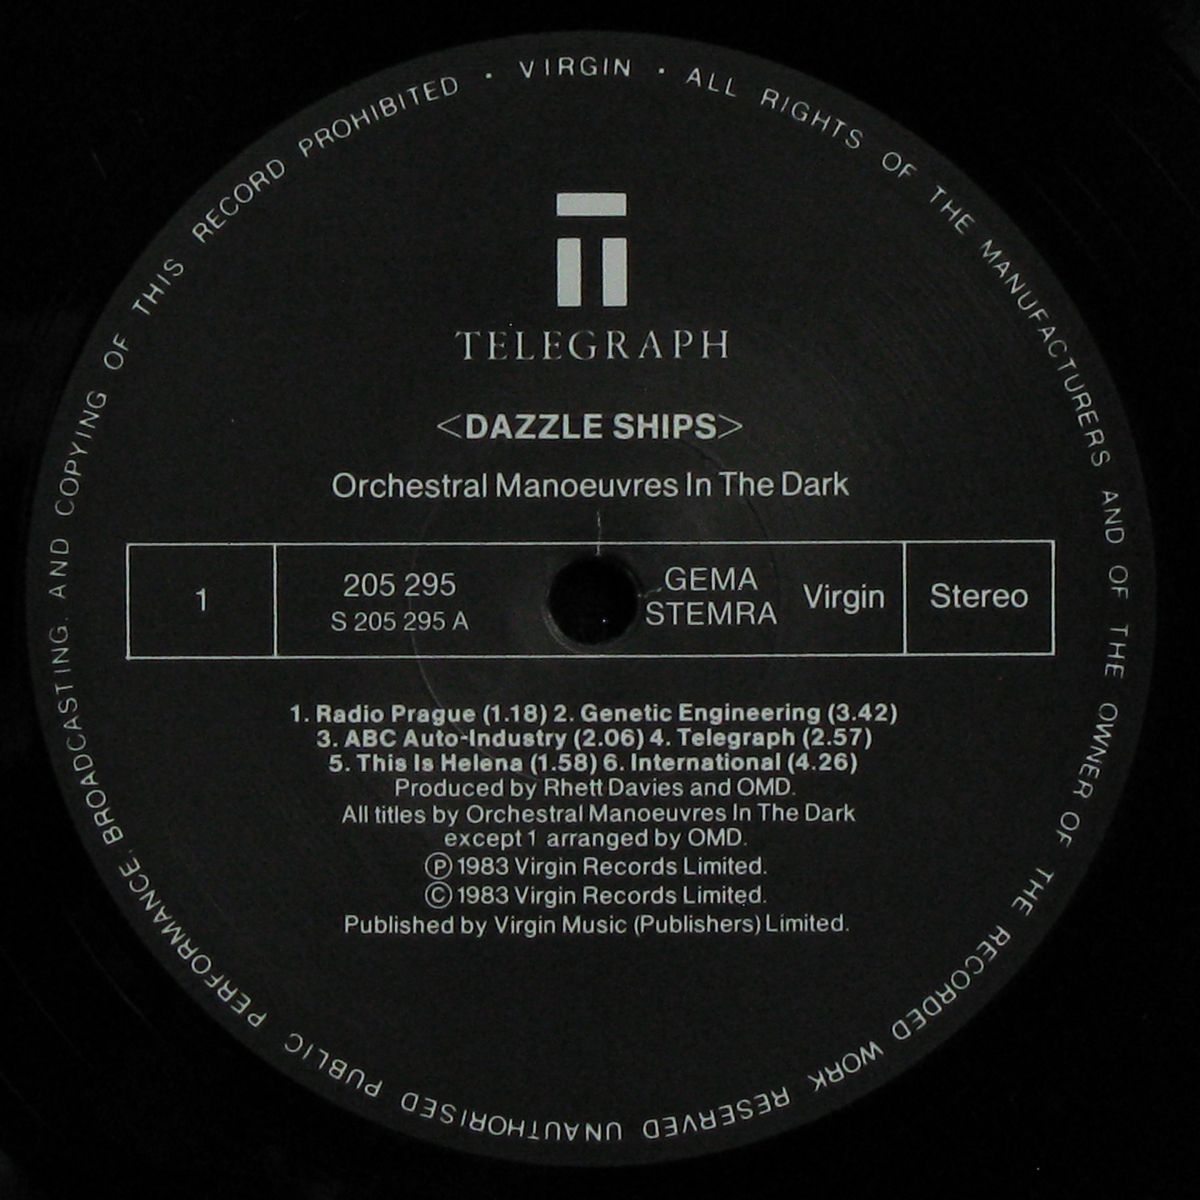 · VIRGIN · ALL RIGHTS OF THE MANUFACTURERS AND OF THE OWNER OF THE RECORDED WORK RESERVED UNAUTHORISED PUBLIC PERFORMANCE. BROADCASTING. AND COPYING OF THIS RECORD PROHIBITED
TELEGRAPH
<DAZZLE SHIPS>
Orchestral Manoeuvres In The Dark
1
205 295
S 205 295 A
GEMA
STEMRA
Virgin
Stereo
1. Radio Prague (1.18) 2. Genetic Engineering (3.42)
3. ABC Auto-Industry (2.06) 4. Telegraph (2.57)
5. This Is Helena (1.58) 6. International (4.26)
Produced by Rhett Davies and OMD.
All titles by Orchestral Manoeuvres In The Dark
except 1 arranged by OMD.
Ⓟ 1983 Virgin Records Limited.
© 1983 Virgin Records Limited.
Published by Virgin Music (Publishers) Limited.